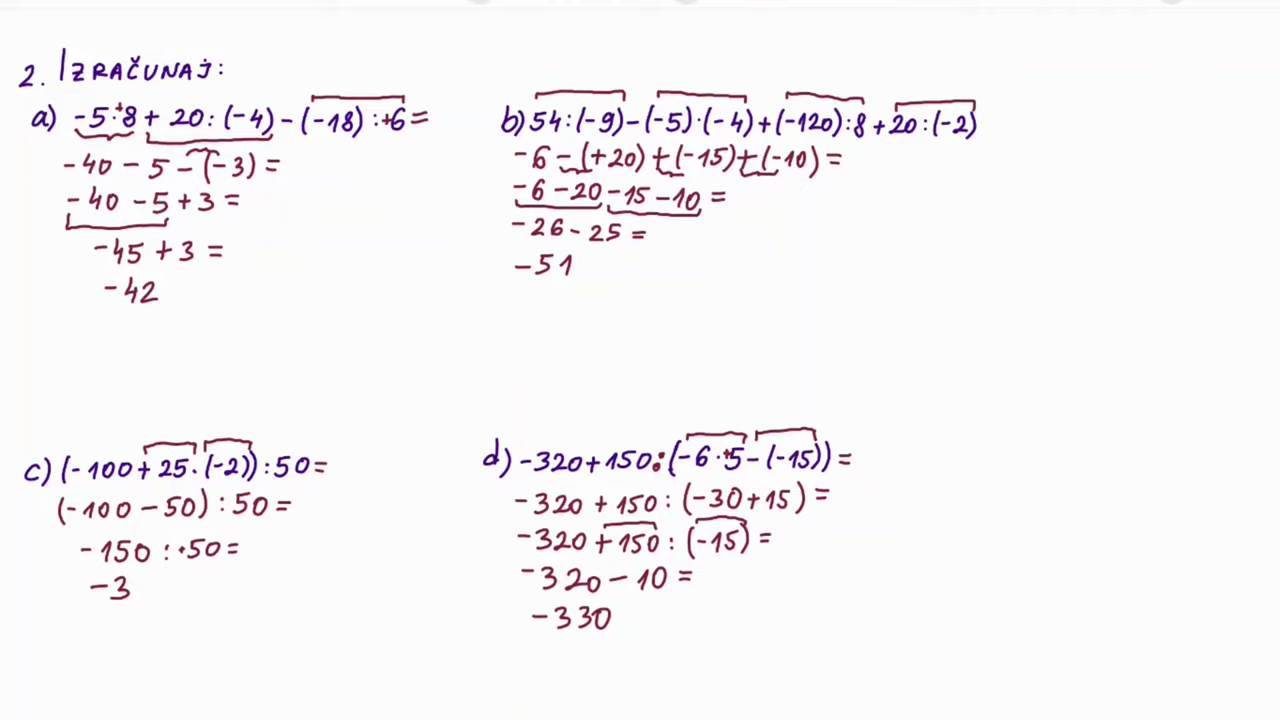 2. IZRAČUNAJ:
a) -5·+8 + 20 : (-4) - (-18) : +6 =
-40 - 5 - (-3) =
-40 - 5 + 3 =
-45 + 3 =
-42
b) 54 : (-9) - (-5) · (-4) + (-120) : 8 + 20 : (-2)
-6 - (+20) + (-15) + (-10) =
-6 - 20 - 15 - 10 =
-26 - 25 =
-51
c) (-100 + 25 · (-2)) : 50 =
(-100 - 50) : 50 =
-150 : +50 =
-3
d) -320 + 150 : (-6 · +5 - (-15)) =
-320 + 150 : (-30 + 15) =
-320 + 150 : (-15) =
-320 - 10 =
-330